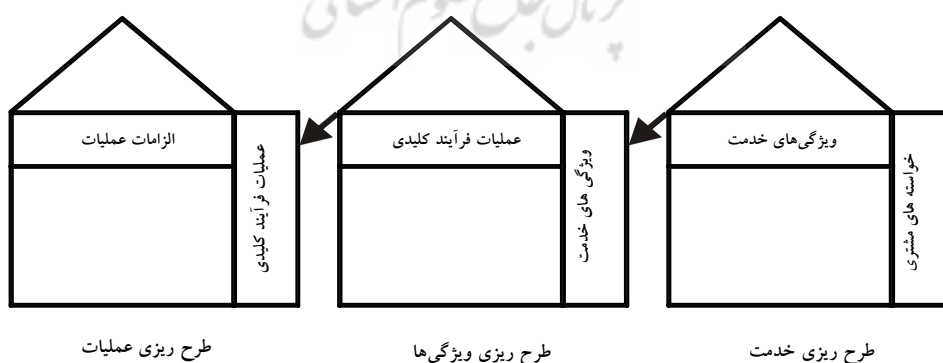 ویژگی‌های خدمت
خواسته های مشتری
عملیات فرآیند کلیدی
ویژگی های خدمت
الزامات عملیات
عملیات فرآیند کلیدی
طرح ریزی خدمت
طرح ریزی ویژگی‌ها
طرح ریزی عملیات